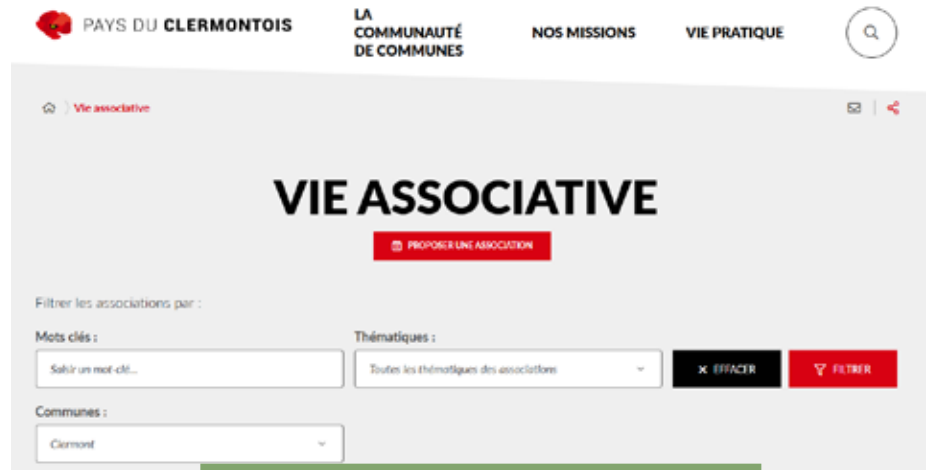 PAYS DU CLERMONTOIS
LA
COMMUNAUTÉ
DE COMMUNES
NOS MISSIONS
VIE PRATIQUE
Vie associative
VIE ASSOCIATIVE
PROPOSER UNE ASSOCIATION
Filtrer les associations par :
Mots clés :
Thématiques :
Saisir un mot-clé...
Toutes les thématiques des associations
EFFACER
FILTRER
Communes :
Clermont